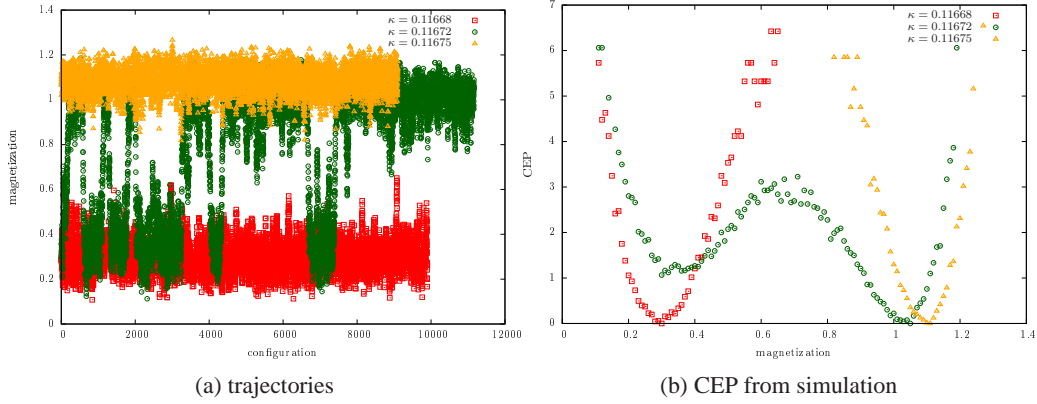 κ = 0.11668
κ = 0.11672
κ = 0.11675
1.4
1.2
1
0.8
0.6
0.4
0.2
0
magnetization
0 2000 4000 6000 8000 10000 12000
configuration
(a) trajectories
κ = 0.11668
κ = 0.11672
κ = 0.11675
7
6
5
4
3
2
1
0
CEP
0.2 0.4 0.6 0.8 1 1.2 1.4
magnetization
(b) CEP from simulation